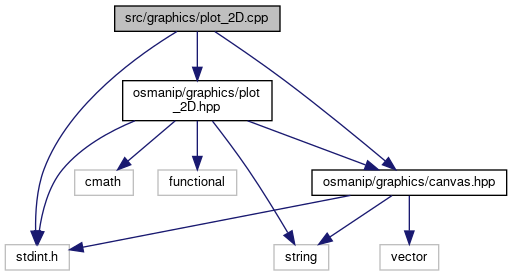 src/graphics/plot_2D.cpp
osmanip/graphics/plot
_2D.hpp
cmath
functional
osmanip/graphics/canvas.hpp
stdint.h
string
vector